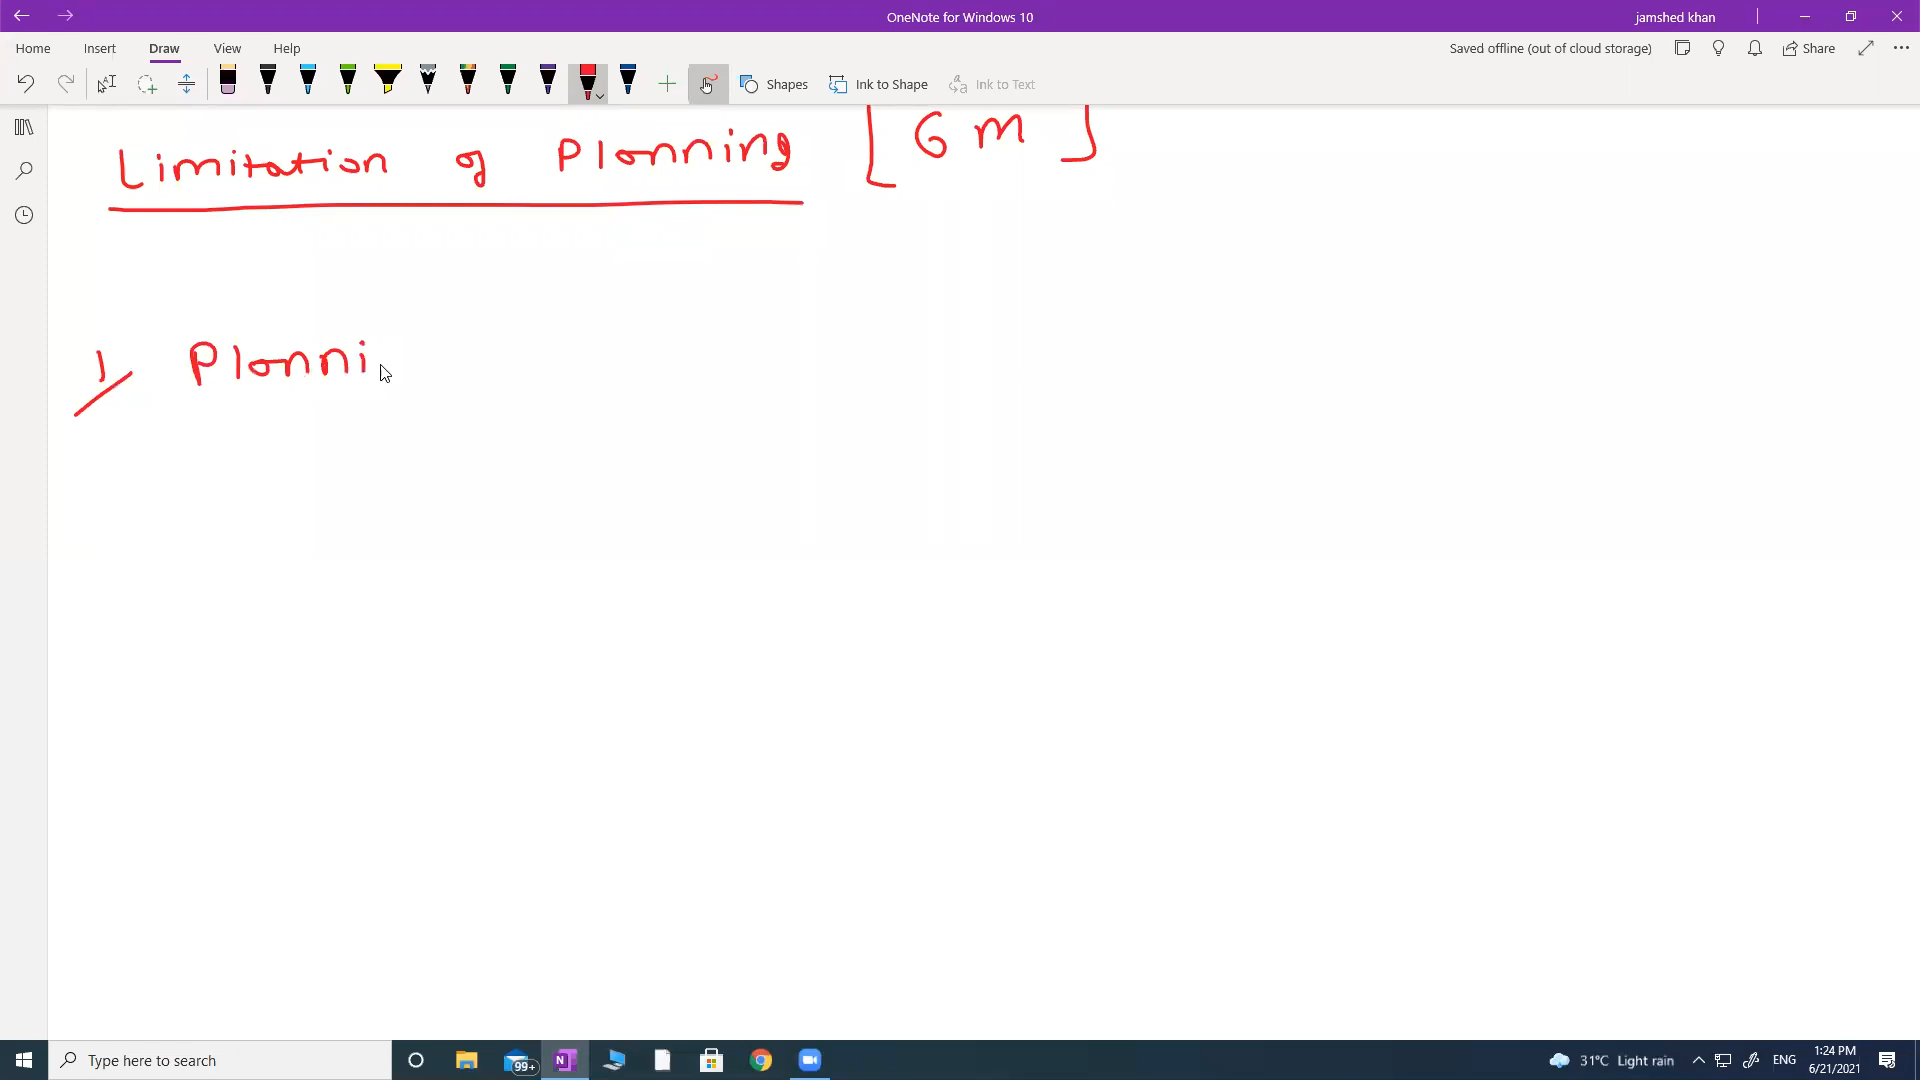 OneNote for Windows 10
jamshed khan
Home Insert Draw View Help
Saved offline (out of cloud storage) Share
Shapes Ink to Shape Ink to Text
Limitation of Planning [ 6 m ]
1 Planni
Type here to search
99+
N
31°C Light rain
ENG
1:24 PM
6/21/2021